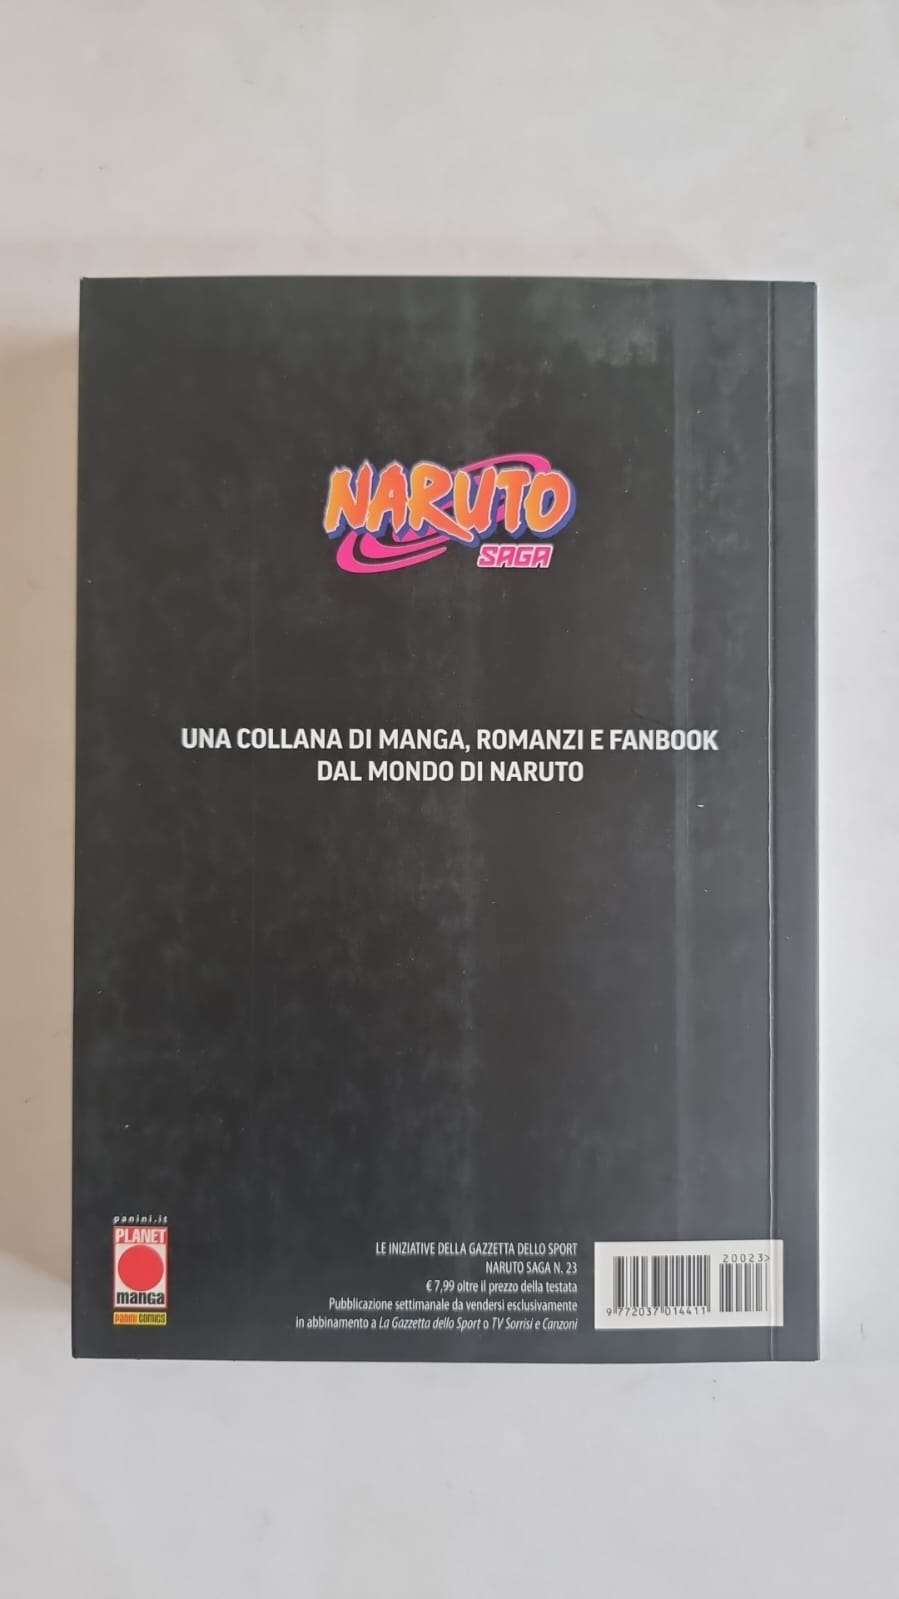 NARUTO
SAGA
UNA COLLANA DI MANGA, ROMANZI E FANBOOK
DAL MONDO DI NARUTO
panini.it
PLANET
manga
PANINI COMICS
LE INIZIATIVE DELLA GAZZETTA DELLO SPORT
NARUTO SAGA N. 23
€ 7,99 oltre il prezzo della testata
Pubblicazione settimanale da vendersi esclusivamente
in abbinamento a La Gazzetta dello Sport o TV Sorrisi e Canzoni
20023>
9 772037 014411